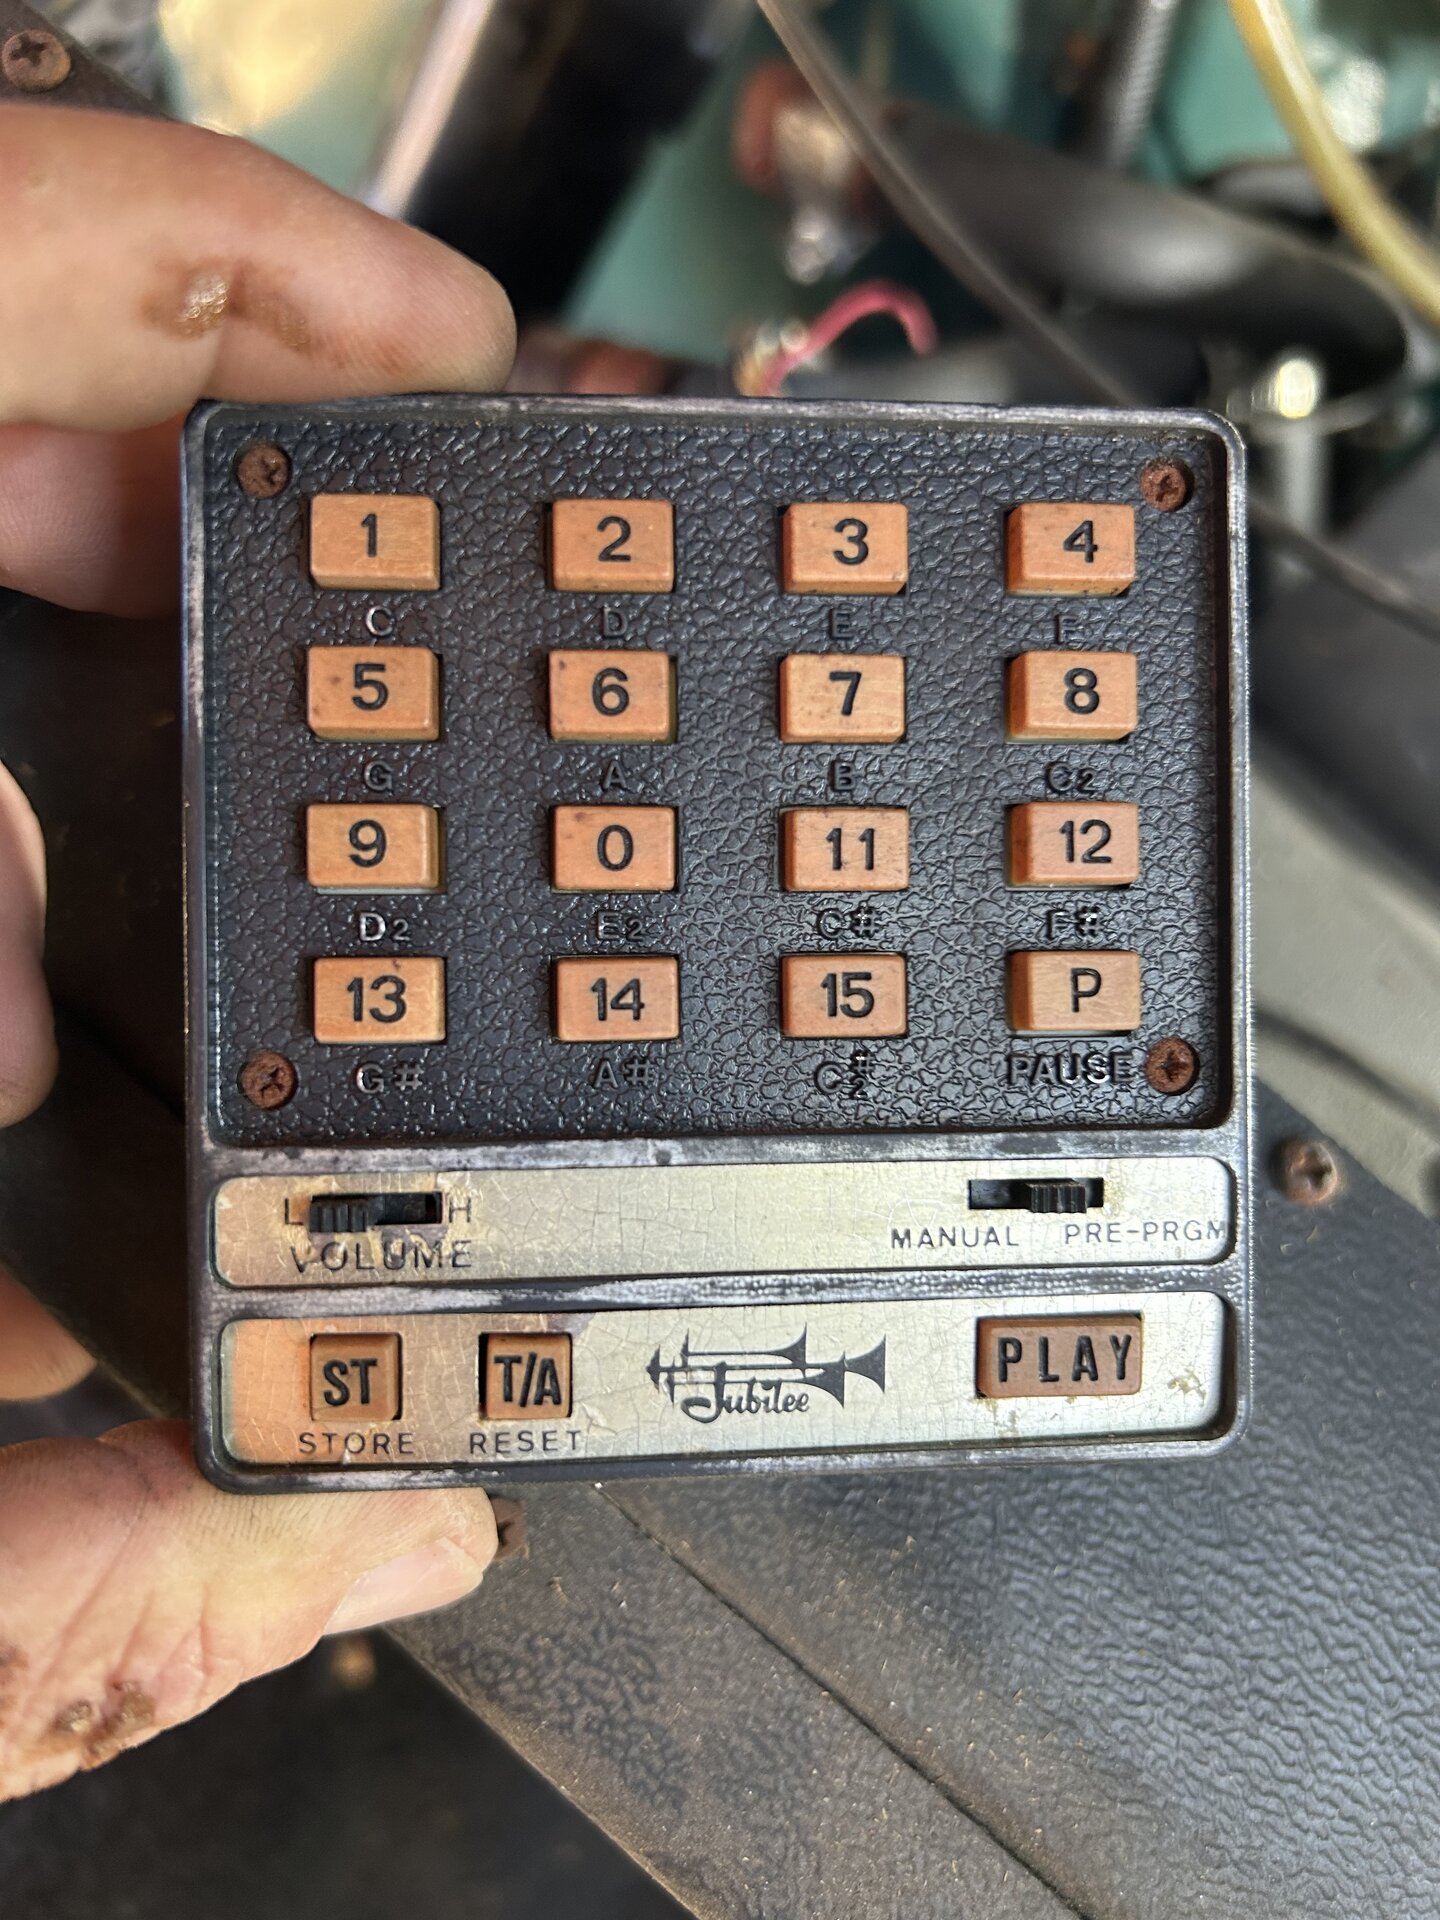 1 2 3 4
C D E F
5 6 7 8
G A B C2
9 0 11 12
D2 E2 C# F#
13 14 15 P
G# A# C2# PAUSE
L H
VOLUME
MANUAL PRE-PRGM
ST T/A Jubilee PLAY
STORE RESET